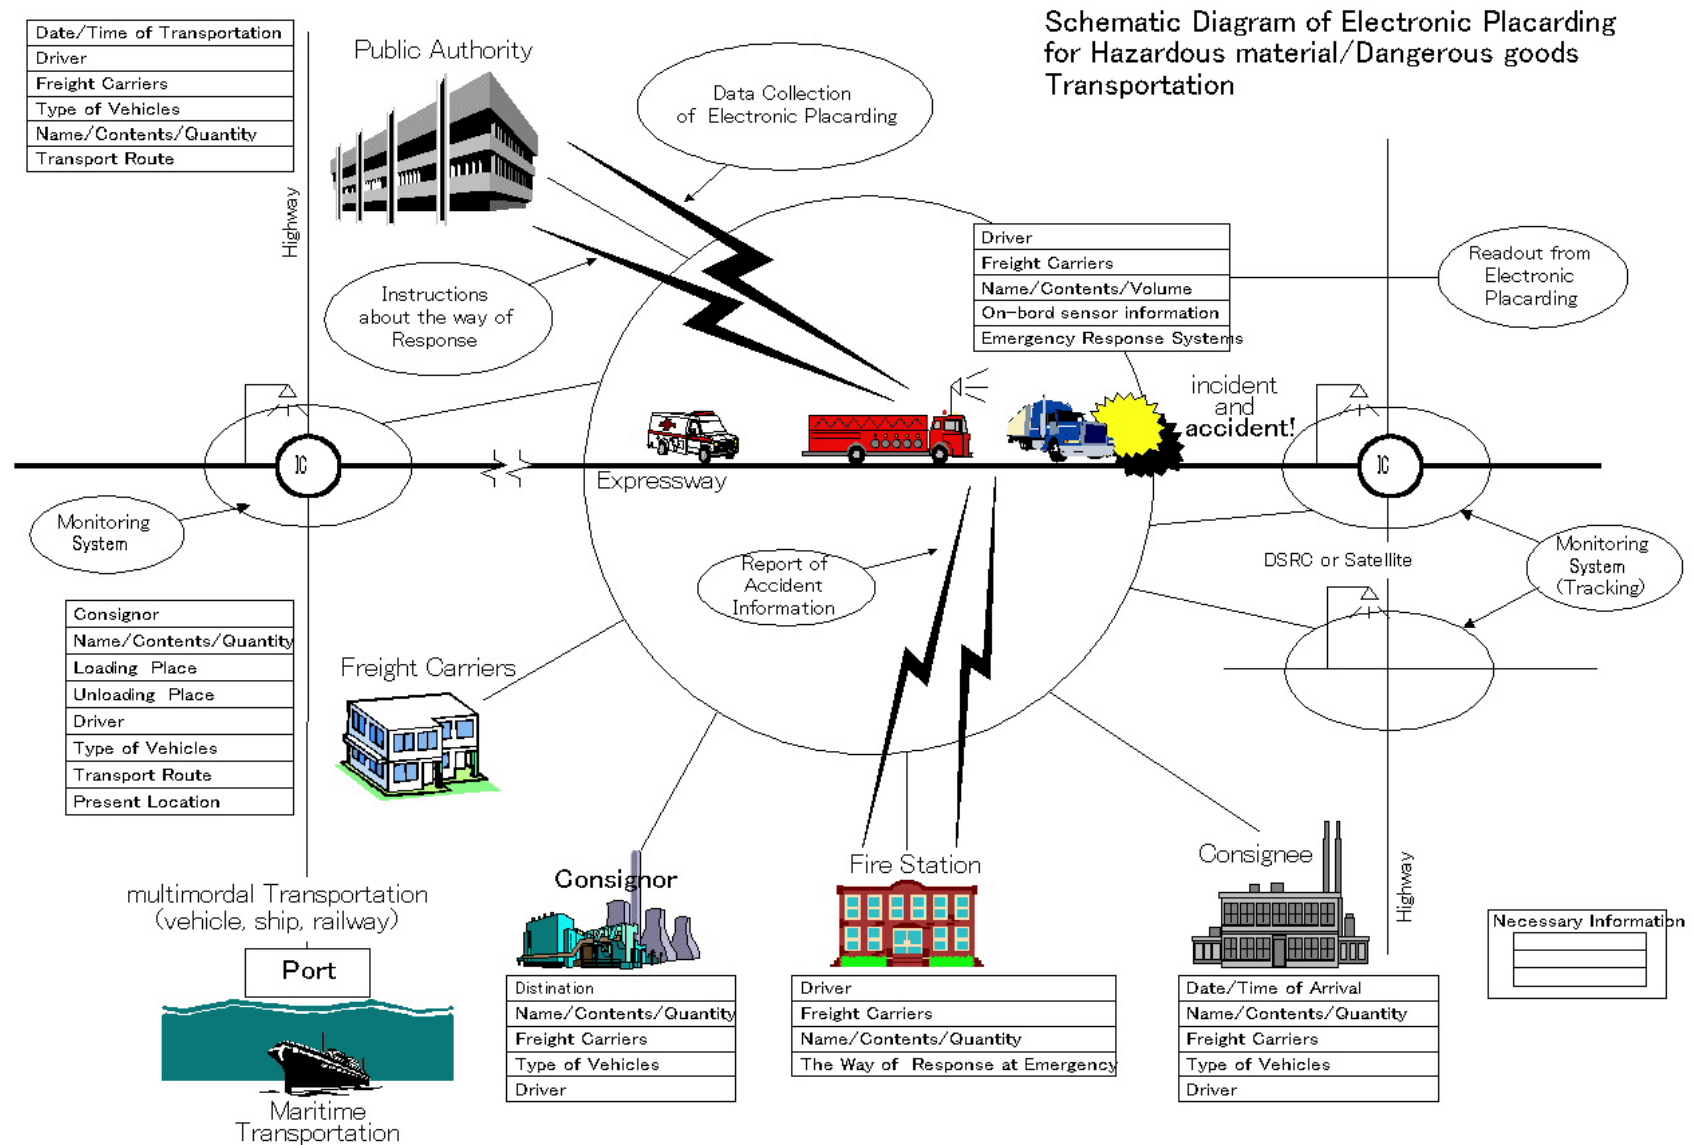 Schematic Diagram of Electronic Placarding
for Hazardous material/Dangerous goods
Transportation
Date/Time of Transportation
Driver
Freight Carriers
Type of Vehicles
Name/Contents/Quantity
Transport Route
Public Authority
Data Collection
of Electronic Placarding
Highway
Instructions
about the way of
Response
Driver
Freight Carriers
Name/Contents/Volume
On-bord sensor information
Emergency Response Systems
Readout from
Electronic
Placarding
incident
and
accident!
IC
Expressway
IC
Monitoring
System
Report of
Accident
Information
DSRC or Satellite
Monitoring
System
(Tracking)
Consignor
Name/Contents/Quantity
Loading Place
Unloading Place
Driver
Type of Vehicles
Transport Route
Present Location
Freight Carriers
multimordal Transportation
(vehicle, ship, railway)
Port
Maritime
Transportation
Consignor
Distination
Name/Contents/Quantity
Freight Carriers
Type of Vehicles
Driver
Fire Station
Driver
Freight Carriers
Name/Contents/Quantity
The Way of Response at Emergency
Consignee
Date/Time of Arrival
Name/Contents/Quantity
Freight Carriers
Type of Vehicles
Driver
Highway
Necessary Information